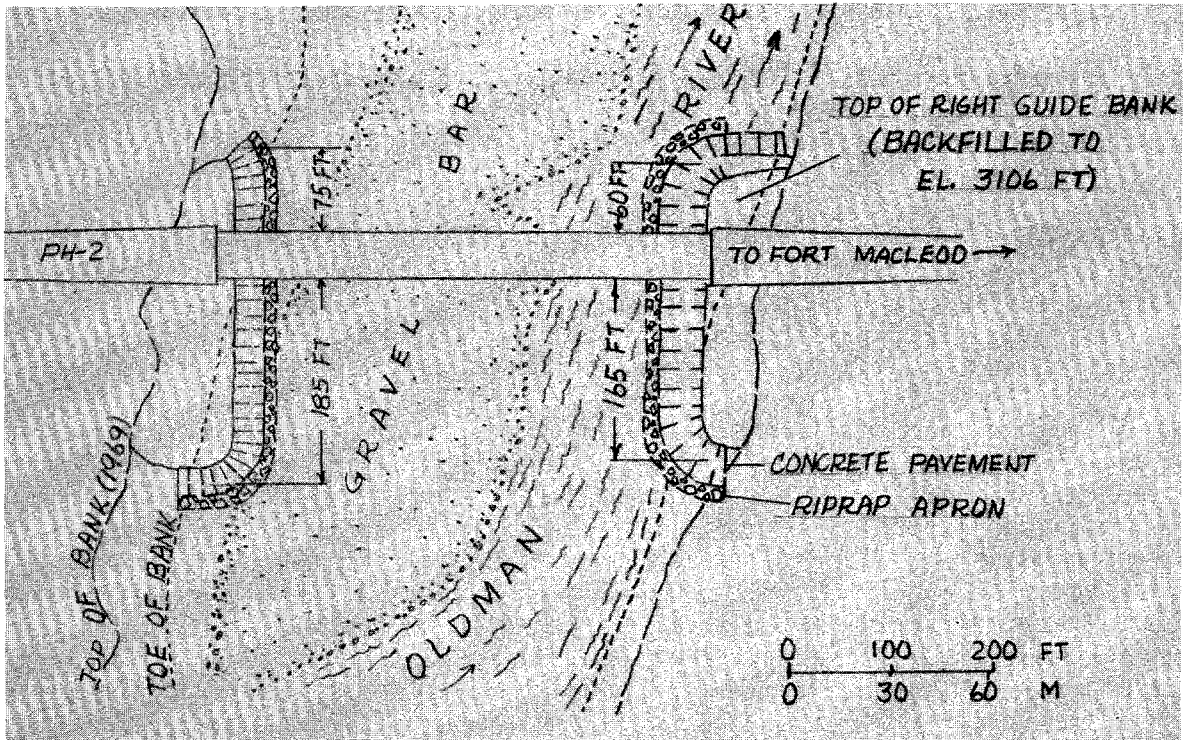 RIVER
BAR
TOP OF RIGHT GUIDE BANK
(BACKFILLED TO
EL. 3106 FT)
75 FT
60 FT
PH-2
TO FORT MACLEOD
185 FT
165 FT
GRAVEL
CONCRETE PAVEMENT
RIPRAP APRON
TOP OF BANK (1969)
TOE OF BANK
OLDMAN
0 100 200 FT
0 30 60 M